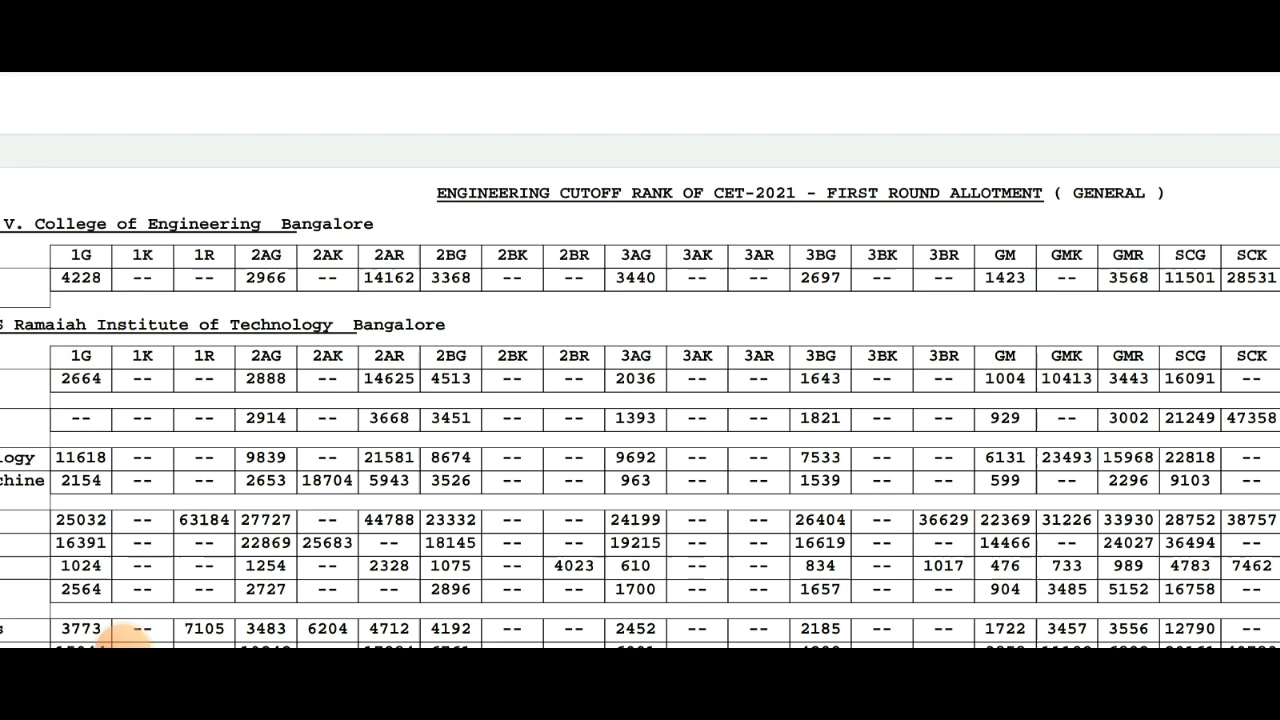 ENGINEERING CUTOFF RANK OF CET-2021 - FIRST ROUND ALLOTMENT ( GENERAL )
V. College of Engineering Bangalore
1G 1K 1R 2AG 2AK 2AR 2BG 2BK 2BR 3AG 3AK 3AR 3BG 3BK 3BR GM GMK GMR SCG SCK
4228 -- -- 2966 -- 14162 3368 -- -- 3440 -- -- 2697 -- -- 1423 -- 3568 11501 28531
S Ramaiah Institute of Technology Bangalore
1G 1K 1R 2AG 2AK 2AR 2BG 2BK 2BR 3AG 3AK 3AR 3BG 3BK 3BR GM GMK GMR SCG SCK
2664 -- -- 2888 -- 14625 4513 -- -- 2036 -- -- 1643 -- -- 1004 10413 3443 16091 --
-- -- -- 2914 -- 3668 3451 -- -- 1393 -- -- 1821 -- -- 929 -- 3002 21249 47358
logy 11618 -- -- 9839 -- 21581 8674 -- -- 9692 -- -- 7533 -- -- 6131 23493 15968 22818 --
chine 2154 -- -- 2653 18704 5943 3526 -- -- 963 -- -- 1539 -- -- 599 -- 2296 9103 --
25032 -- 63184 27727 -- 44788 23332 -- -- 24199 -- -- 26404 -- 36629 22369 31226 33930 28752 38757
16391 -- -- 22869 25683 -- 18145 -- -- 19215 -- -- 16619 -- -- 14466 -- 24027 36494 --
1024 -- -- 1254 -- 2328 1075 -- 4023 610 -- -- 834 -- 1017 476 733 989 4783 7462
2564 -- -- 2727 -- -- 2896 -- -- 1700 -- -- 1657 -- -- 904 3485 5152 16758 --
s 3773 -- 7105 3483 6204 4712 4192 -- -- 2452 -- -- 2185 -- -- 1722 3457 3556 12790 --